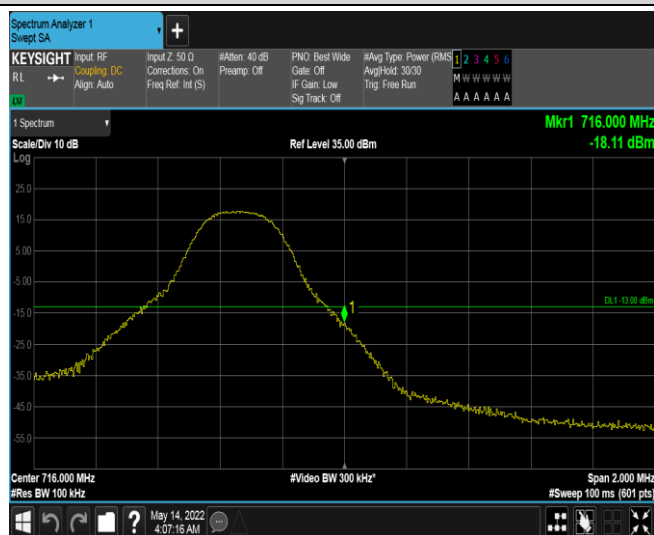 Spectrum Analyzer 1
Swept SA
+
KEYSIGHT
RL
LXI
Input: RF
Coupling: DC
Align: Auto
Input Z: 50 Ω
Corrections: On
Freq Ref: Int (S)
#Atten: 40 dB
Preamp: Off
PNO: Best Wide
Gate: Off
IF Gain: Low
Sig Track: Off
#Avg Type: Power (RMS
Avg|Hold: 30/30
Trig: Free Run
1 2 3 4 5 6
M W W W W W
A A A A A A
1 Spectrum
Mkr1 716.000 MHz
Scale/Div 10 dB
Ref Level 35.00 dBm
-18.11 dBm
Log
25.0
15.0
5.00
-5.00
DL1 -13.00 dBm
1
-15.0
-25.0
-35.0
-45.0
-55.0
Center 716.000 MHz
#Video BW 300 kHz*
Span 2.000 MHz
#Res BW 100 kHz
#Sweep 100 ms (601 pts)
?
May 14, 2022
4:07:16 AM